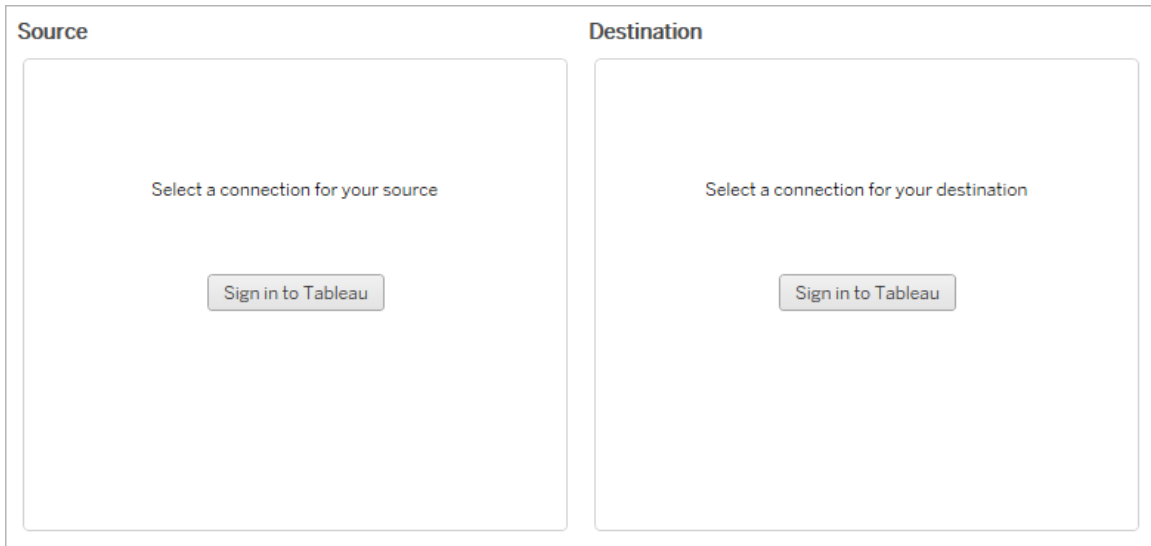 Source
Select a connection for your source
Sign in to Tableau
Destination
Select a connection for your destination
Sign in to Tableau